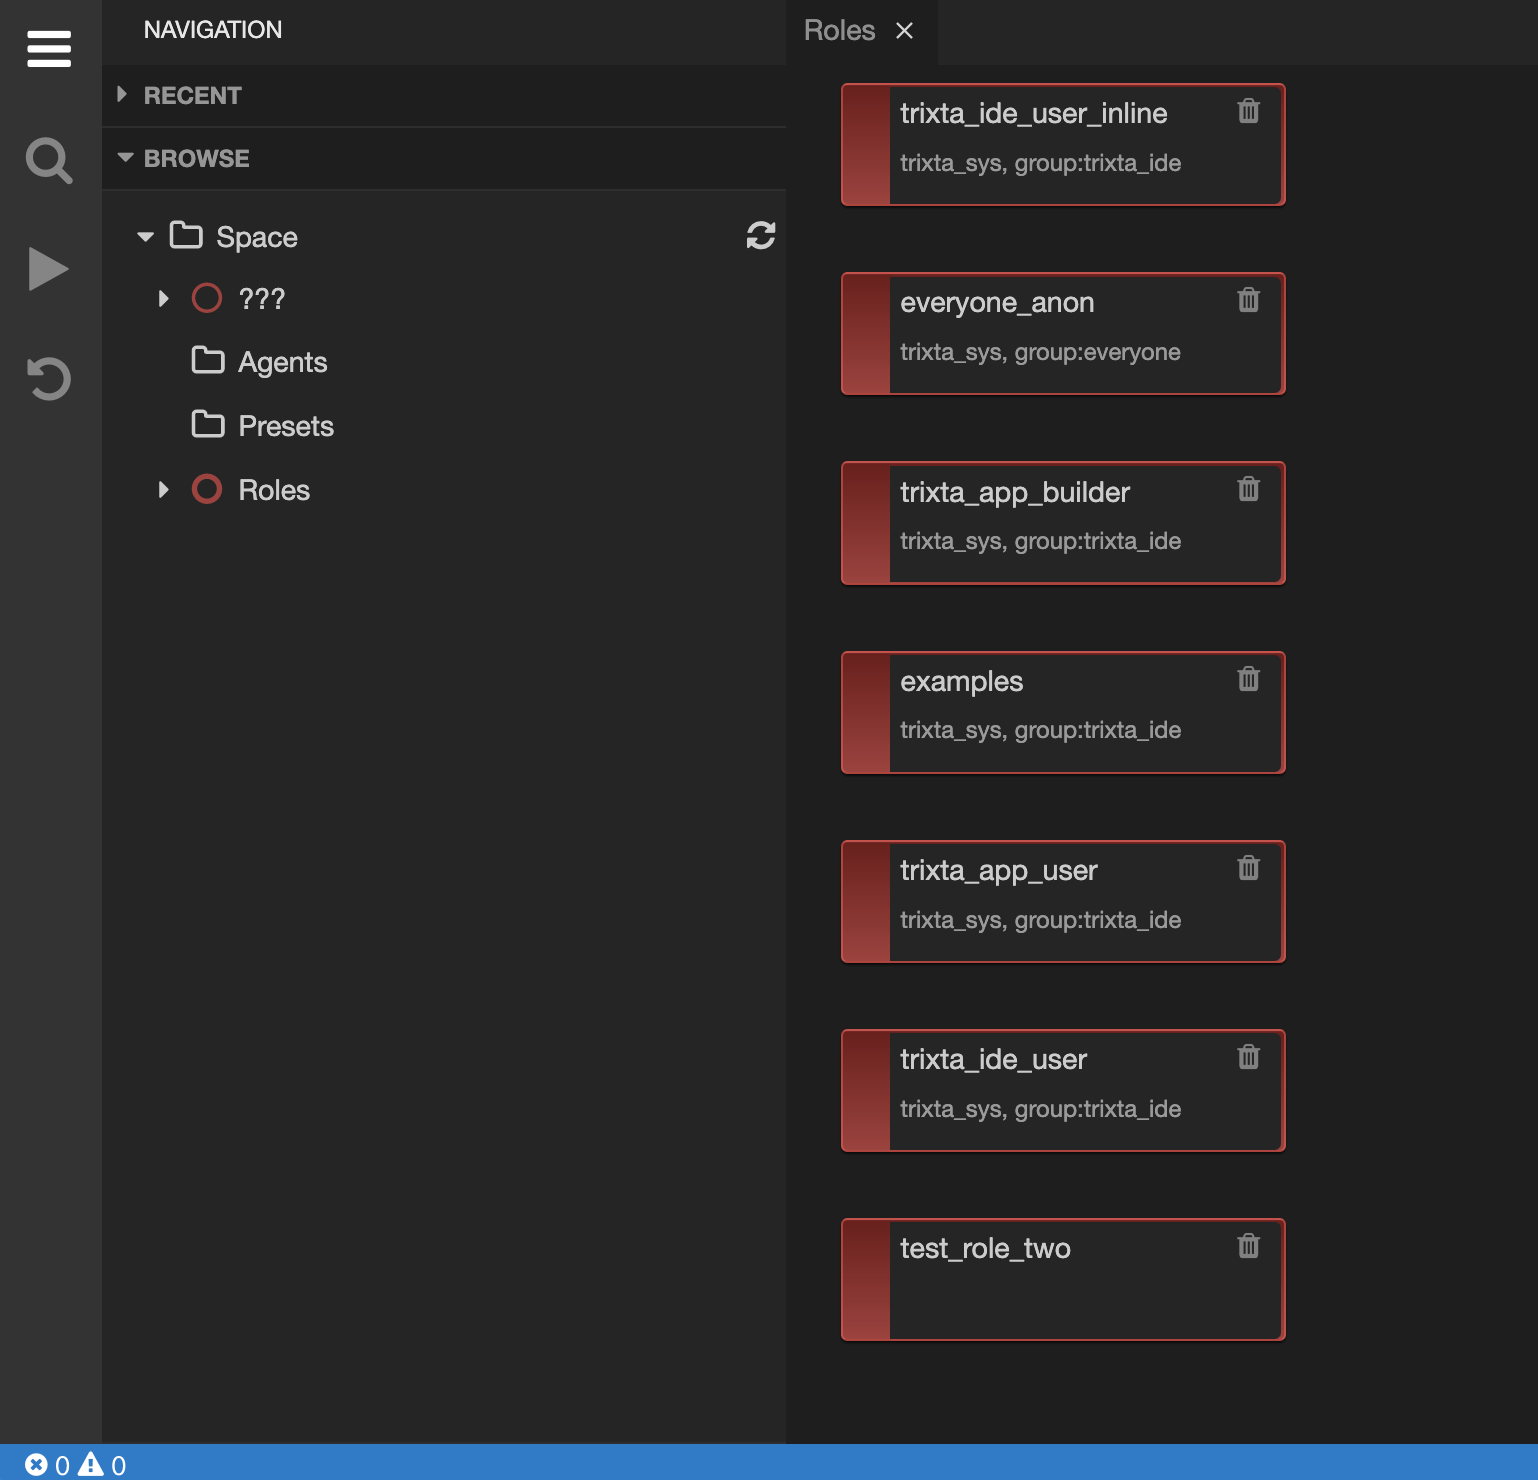 NAVIGATION
RECENT
BROWSE
Space
???
Agents
Presets
Roles
Roles
trixta_ide_user_inline
trixta_sys, group:trixta_ide
everyone_anon
trixta_sys, group:everyone
trixta_app_builder
trixta_sys, group:trixta_ide
examples
trixta_sys, group:trixta_ide
trixta_app_user
trixta_sys, group:trixta_ide
trixta_ide_user
trixta_sys, group:trixta_ide
test_role_two
0 0